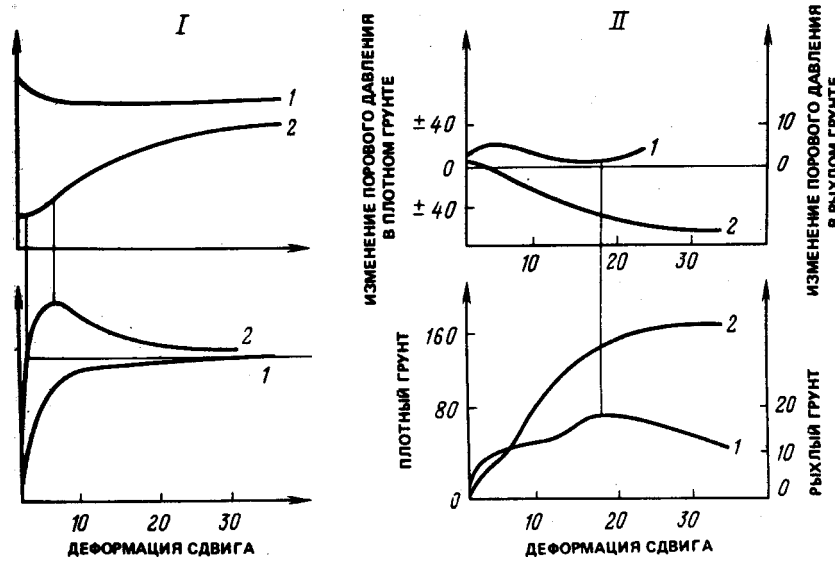 I
1
2
2
1
10 20 30
ДЕФОРМАЦИЯ СДВИГА
II
ИЗМЕНЕНИЕ ПОРОВОГО ДАВЛЕНИЯ
В ПЛОТНОМ ГРУНТЕ
± 40
0
± 40
1
2
10 20 30
10
0
ИЗМЕНЕНИЕ ПОРОВОГО ДАВЛЕНИЯ
В РЫХЛОМ ГРУНТЕ
ПЛОТНЫЙ ГРУНТ
160
80
0
2
1
20
10
0
РЫХЛЫЙ ГРУНТ
10 20 30
ДЕФОРМАЦИЯ СДВИГА